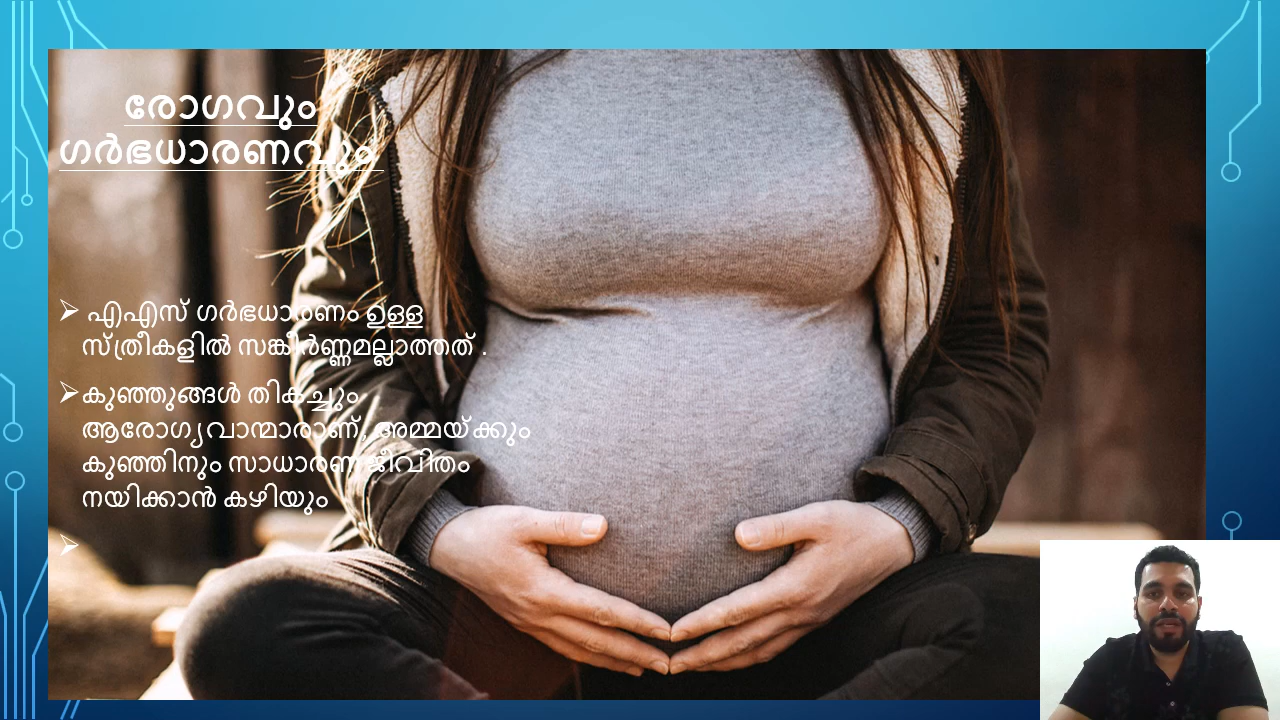 രോഗവും
ഗർഭധാരണവും
എഎസ് ഗർഭധാരണം ഉള്ള
സ്ത്രീകളിൽ സങ്കീർണ്ണമല്ലാത്തത് .
കുഞ്ഞുങ്ങൾ തികച്ചും
ആരോഗ്യവാന്മാരാണ്, അമ്മയ്ക്കും
കുഞ്ഞിനും സാധാരണ ജീവിതം
നയിക്കാൻ കഴിയും